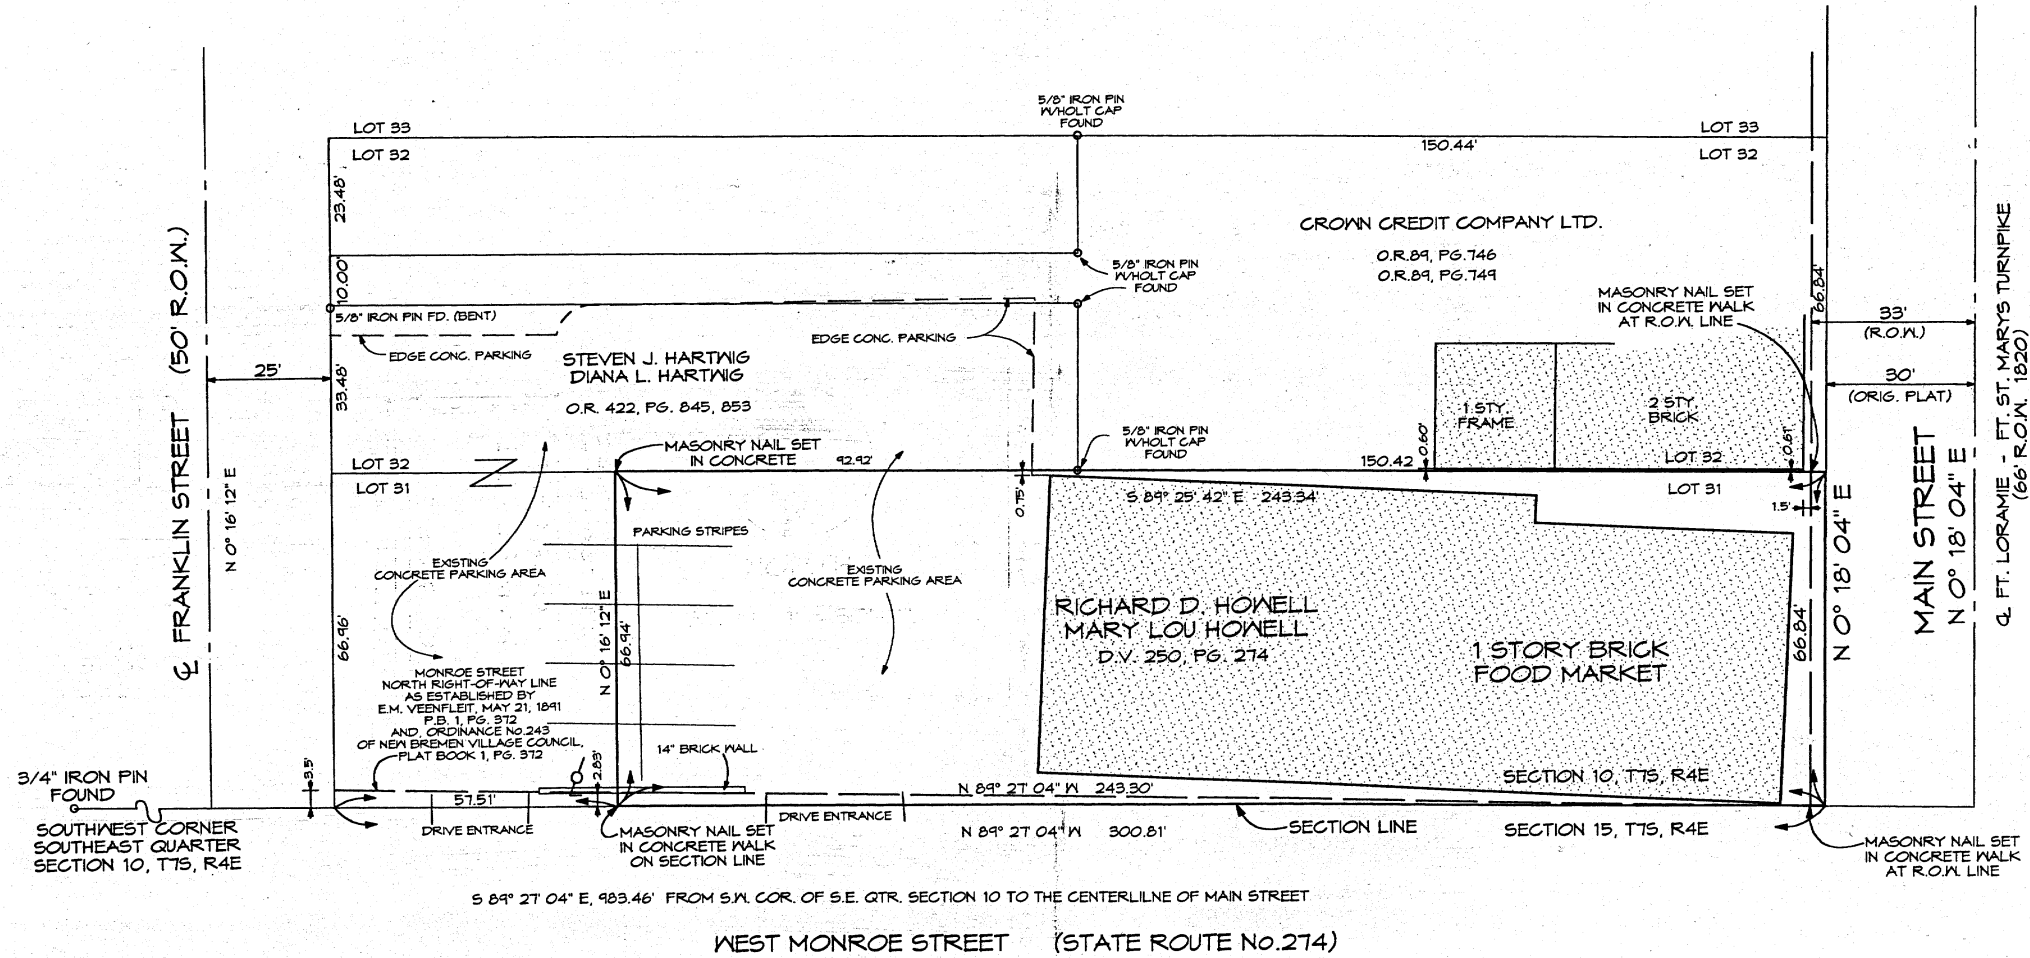 5/8" IRON PIN
W/HOLT CAP
FOUND
LOT 33
LOT 32
LOT 33
LOT 32
150.44'
23.48'
CROWN CREDIT COMPANY LTD.
O.R.89, PG.746
O.R.89, PG.749
5/8" IRON PIN
W/HOLT CAP
FOUND
10.00'
5/8" IRON PIN FD. (BENT)
EDGE CONC. PARKING
EDGE CONC. PARKING
STEVEN J. HARTWIG
DIANA L. HARTWIG
O.R. 422, PG. 845, 853
33.48'
25'
℄ FRANKLIN STREET (50' R.O.W.)
N 0° 16' 12" E
MASONRY NAIL SET
IN CONCRETE WALK
AT R.O.W. LINE
66.84'
33'
(R.O.W.)
30'
(ORIG. PLAT)
MAIN STREET
N 0° 18' 04" E
℄ FT. LORAMIE - FT. ST. MARYS TURNPIKE
(66' R.O.W. 1820)
1 STY.
FRAME
2 STY.
BRICK
0.60'
0.61'
5/8" IRON PIN
W/HOLT CAP
FOUND
MASONRY NAIL SET
IN CONCRETE
92.92'
150.42
LOT 32
LOT 31
LOT 32
LOT 31
N
0.75'
S 89° 25' 42" E - 243.34'
1.5'
N 0° 18' 04" E
66.84'
PARKING STRIPES
EXISTING
CONCRETE PARKING AREA
EXISTING
CONCRETE PARKING AREA
66.96'
N 0° 16' 12" E
66.94'
RICHARD D. HOWELL
MARY LOU HOWELL
D.V. 250, PG. 274
1 STORY BRICK
FOOD MARKET
MONROE STREET
NORTH RIGHT-OF-WAY LINE
AS ESTABLISHED BY
E.M. VEENFLEIT, MAY 21, 1891
P.B. 1, PG. 372
AND, ORDINANCE No.243
OF NEW BREMEN VILLAGE COUNCIL,
PLAT BOOK 1, PG. 372
14" BRICK WALL
2.83'
3.5'
3/4" IRON PIN
FOUND
57.51'
DRIVE ENTRANCE
DRIVE ENTRANCE
N 89° 27' 04" W 243.30'
SECTION 10, T7S, R4E
SOUTHWEST CORNER
SOUTHEAST QUARTER
SECTION 10, T7S, R4E
MASONRY NAIL SET
IN CONCRETE WALK
ON SECTION LINE
N 89° 27' 04" W 300.81'
SECTION LINE
SECTION 15, T7S, R4E
MASONRY NAIL SET
IN CONCRETE WALK
AT R.O.W. LINE
S 89° 27' 04" E, 983.46' FROM S.W. COR. OF S.E. QTR. SECTION 10 TO THE CENTERLILNE OF MAIN STREET
WEST MONROE STREET (STATE ROUTE No.274)